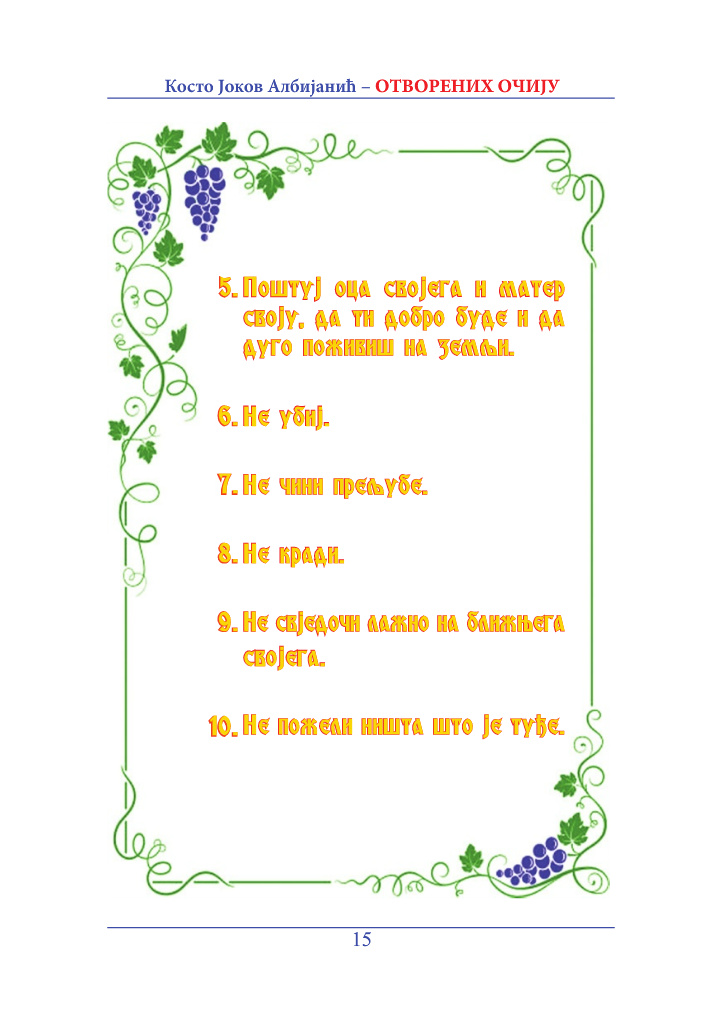 Косто Јоков Албијанић – ОТВОРЕНИХ ОЧИЈУ
5. Поштуј оца својега и матер
своју, да ти добро буде и да
дуго поживиш на земљи.
6. Не убиј.
7. Не чини прељубе.
8. Не кради.
9. Не свједочи лажно на ближњега
својега.
10. Не пожели ништа што је туђе.
15